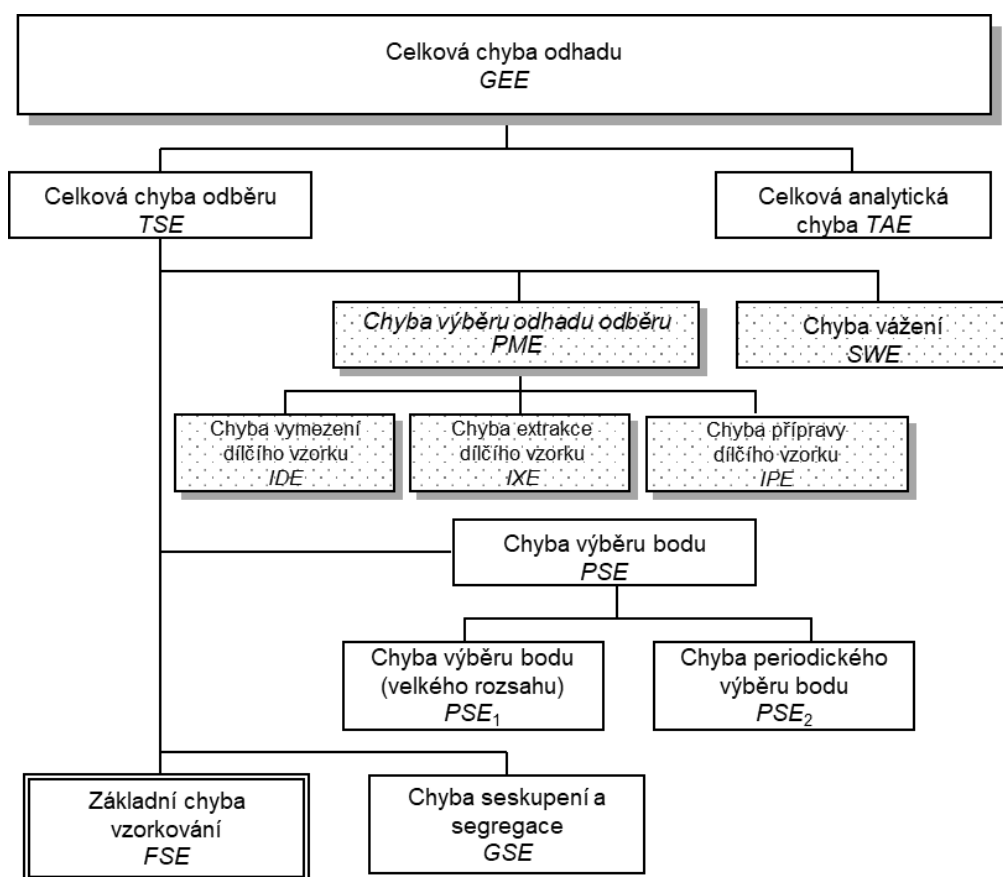 Celková chyba odhadu
GEE
Celková chyba odběru
TSE
Celková analytická
chyba TAE
Chyba výběru odhadu odběru
PME
Chyba vážení
SWE
Chyba vymezení
dílčího vzorku
IDE
Chyba extrakce
dílčího vzorku
IXE
Chyba přípravy
dílčího vzorku
IPE
Chyba výběru bodu
PSE
Chyba výběru bodu
(velkého rozsahu)
PSE₁
Chyba periodického
výběru bodu
PSE₂
Základní chyba
vzorkování
FSE
Chyba seskupení a
segregace
GSE